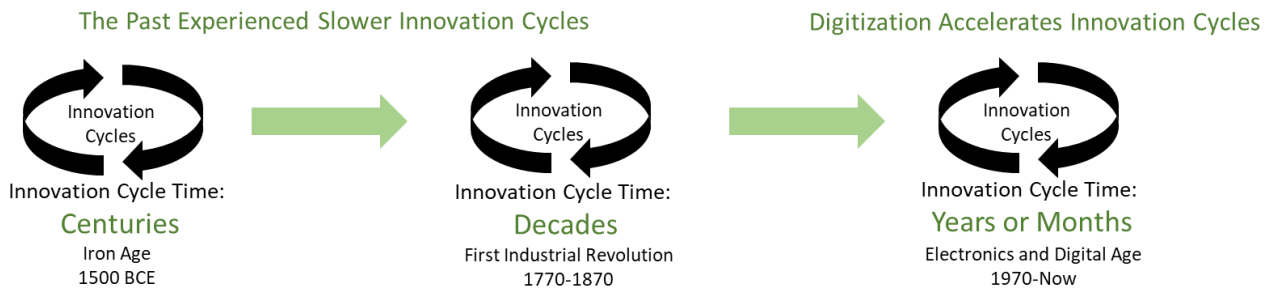 The Past Experienced Slower Innovation Cycles
Digitization Accelerates Innovation Cycles
Innovation
Cycles
Innovation Cycle Time:
Centuries
Iron Age
1500 BCE
Innovation
Cycles
Innovation Cycle Time:
Decades
First Industrial Revolution
1770-1870
Innovation
Cycles
Innovation Cycle Time:
Years or Months
Electronics and Digital Age
1970-Now